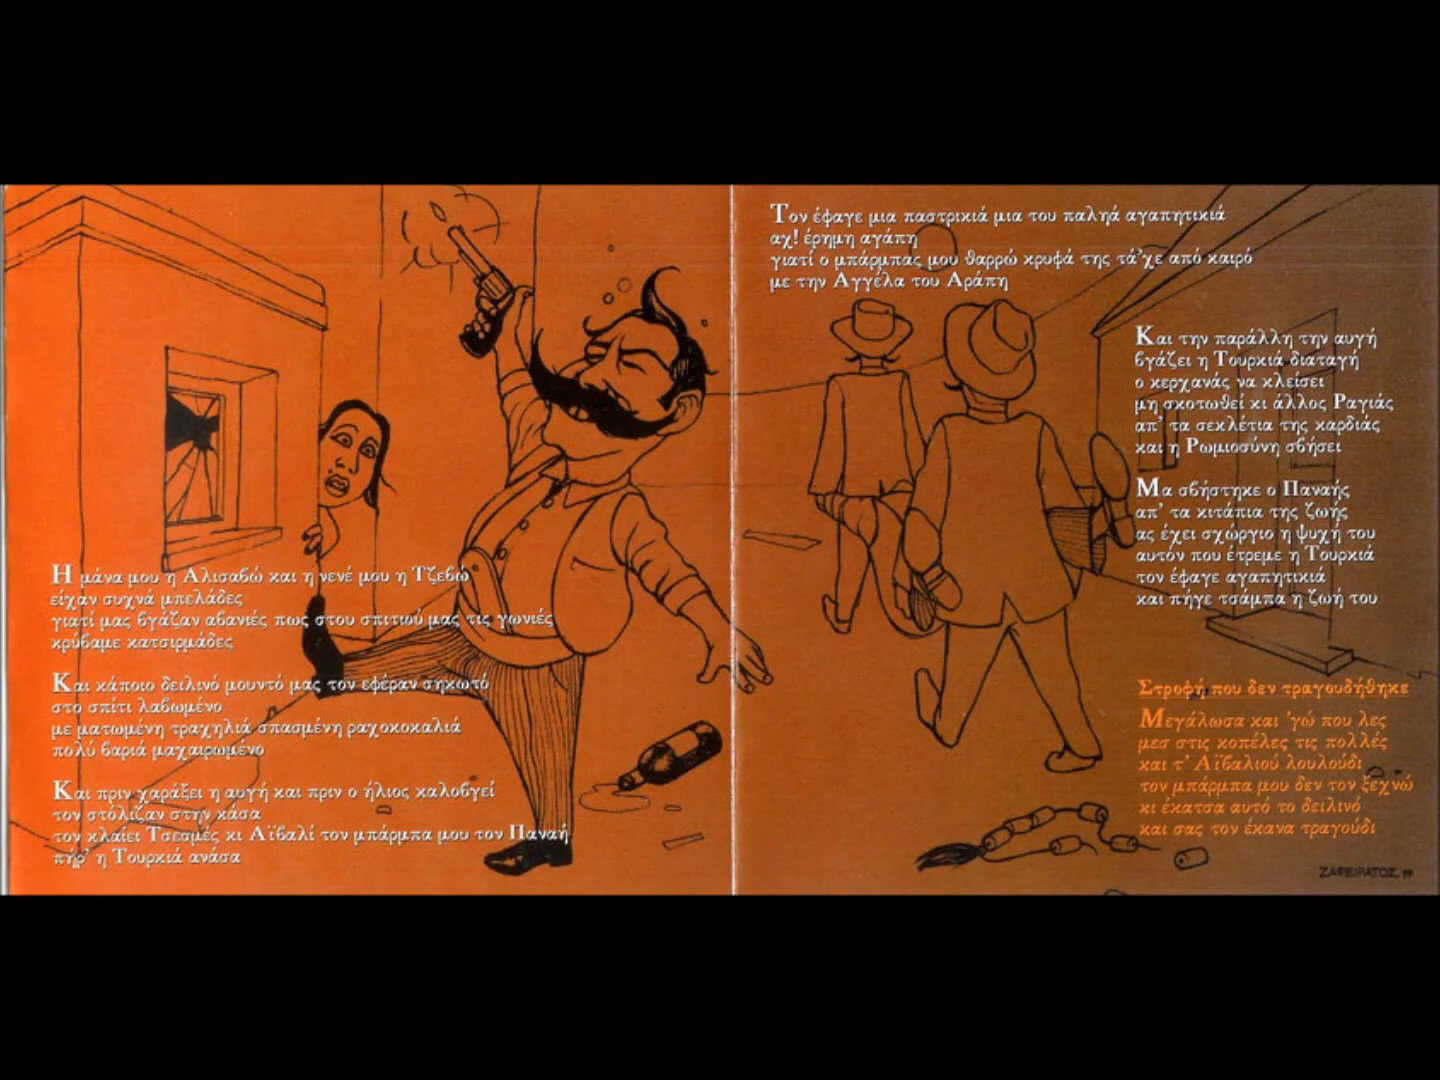 Η μάνα μου η Αλισαβώ και η νενέ μου η Τζεβώ
είχαν συχνά μπελάδες
γιατί μας βγάζαν αβανιές πως στου σπιτιού μας τις γωνιές
κρύβαμε κατσιρμάδες
Και κάποιο δειλινό μουντό μας τον εφέραν σηκωτό
στο σπίτι λαβωμένο
με ματωμένη τραχηλιά σπασμένη ραχοκοκαλιά
πολύ βαριά μαχαιρωμένο
Και πριν χαράξει η αυγή και πριν ο ήλιος καλοβγεί
τον στόλιζαν στην κάσα
τον κλαίει Τσεσμές κι Αϊβαλί τον μπάρμπα μου τον Παναή
πήρ' η Τουρκιά ανάσα
Τον έφαγε μια παστρικιά μια του παληά αγαπητικιά
αχ! έρημη αγάπη
γιατί ο μπάρμπας μου θαρρώ κρυφά της τά'χε από καιρό
με την Αγγέλα του Αράπη
Και την παράλλη την αυγή
βγάζει η Τουρκιά διαταγή
ο κερχανάς να κλείσει
μη σκοτωθεί κι άλλος Ραγιάς
απ' τα σεκλέτια της καρδιάς
και η Ρωμιοσύνη σβήσει
Μα σβήστηκε ο Παναής
απ' τα κιτάπια της ζωής
ας έχει σχώργιο η ψυχή του
αυτόν που έτρεμε η Τουρκιά
τον έφαγε αγαπητικιά
και πήγε τσάμπα η ζωή του
Στροφή που δεν τραγουδήθηκε
Μεγάλωσα και 'γώ που λες
μεσ στις κοπέλες τις πολλές
και τ' Αϊβαλιού λουλούδι
τον μπάρμπα μου δεν τον ξεχνώ
κι έκατσα αυτό το δειλινό
και σας τον έκανα τραγούδι
ΖΑΦΕΙΡΑΤΟΣ 99